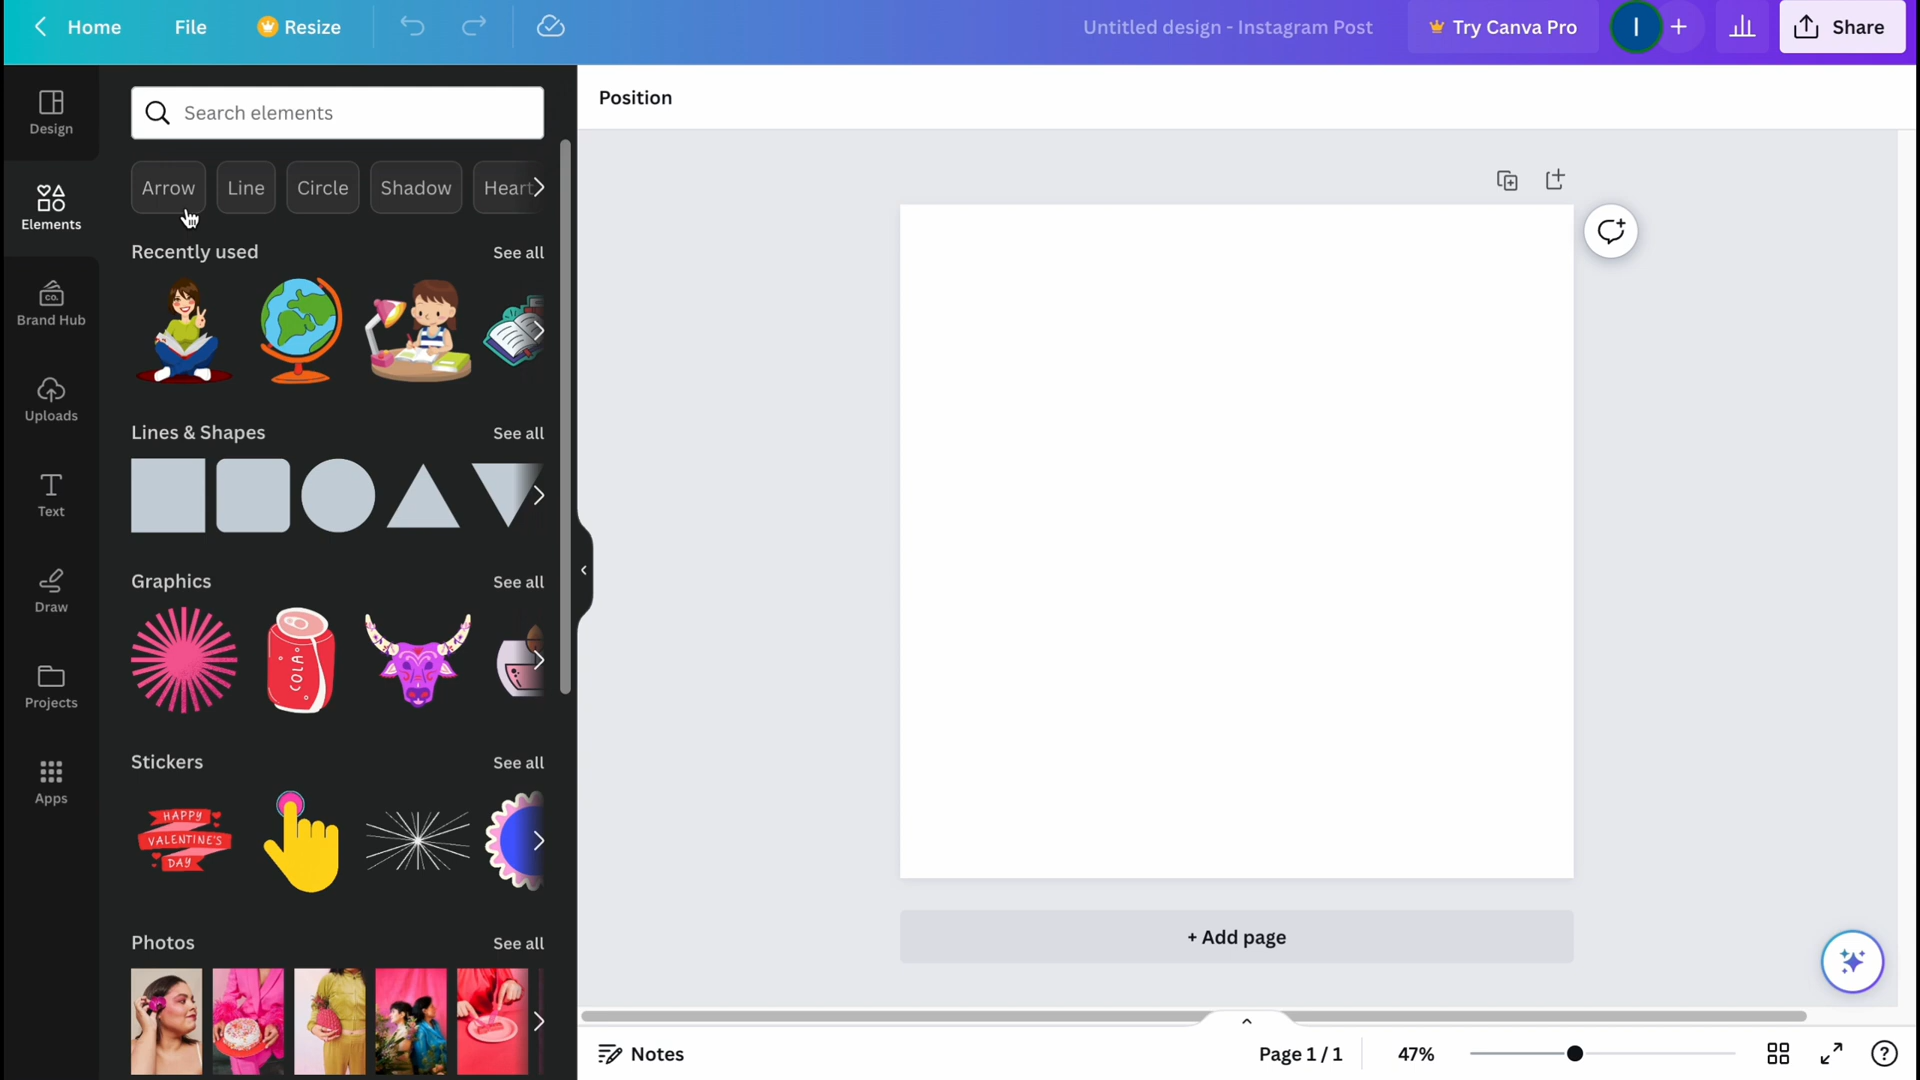 Home File Resize Untitled design - Instagram Post Try Canva Pro I + Share
Design
Elements
Brand Hub
CO.
Uploads
Text
Draw
Projects
Apps
Search elements
Arrow Line Circle Shadow Heart
Recently used See all
Lines & Shapes See all
Graphics See all
COLA
Stickers See all
HAPPY
VALENTINE'S
DAY
Photos See all
Position
+ Add page
Notes Page 1 / 1 47%